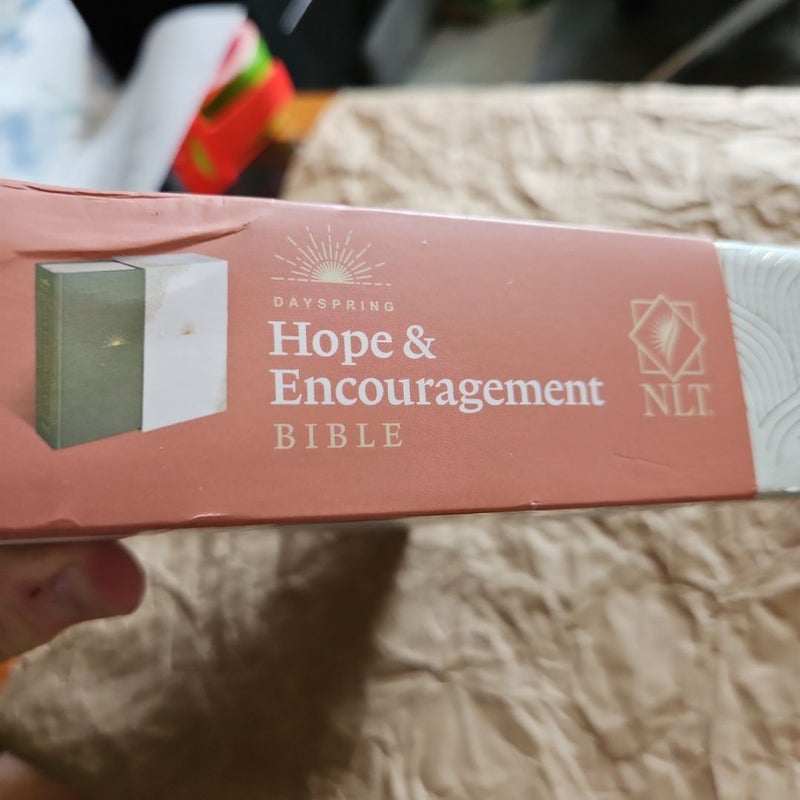 DAYSPRING
Hope &
Encouragement
BIBLE
NLT